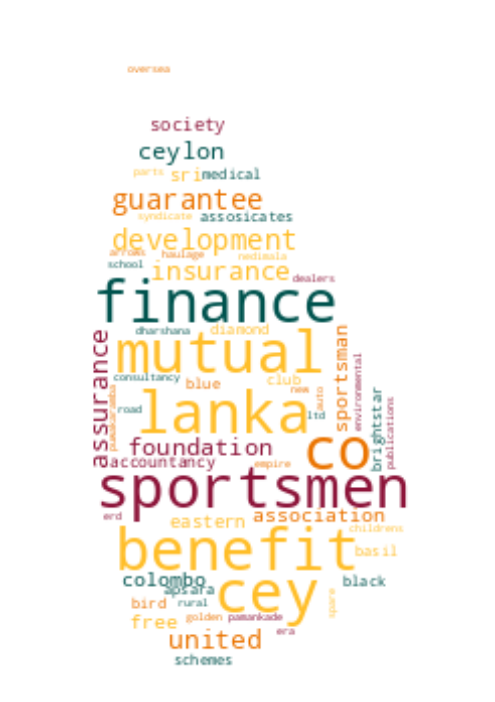 oversea
society
ceylon
parts sri medical
guarantee
syndicate assosicates
development
arrows haulage nedimala
school insurance dealers
finance
dharshana diamond
mutual
assurance
sportsman
environmental
consultancy blue club
new
auto
lanka
road ltd
brightstar
publications
foundation co
accountancy empire
sportsmen
erd eastern association
childrens
benefit
basil
colombo black
apsara cey
spare
bird rural
golden pamankade
free era
united
schemes